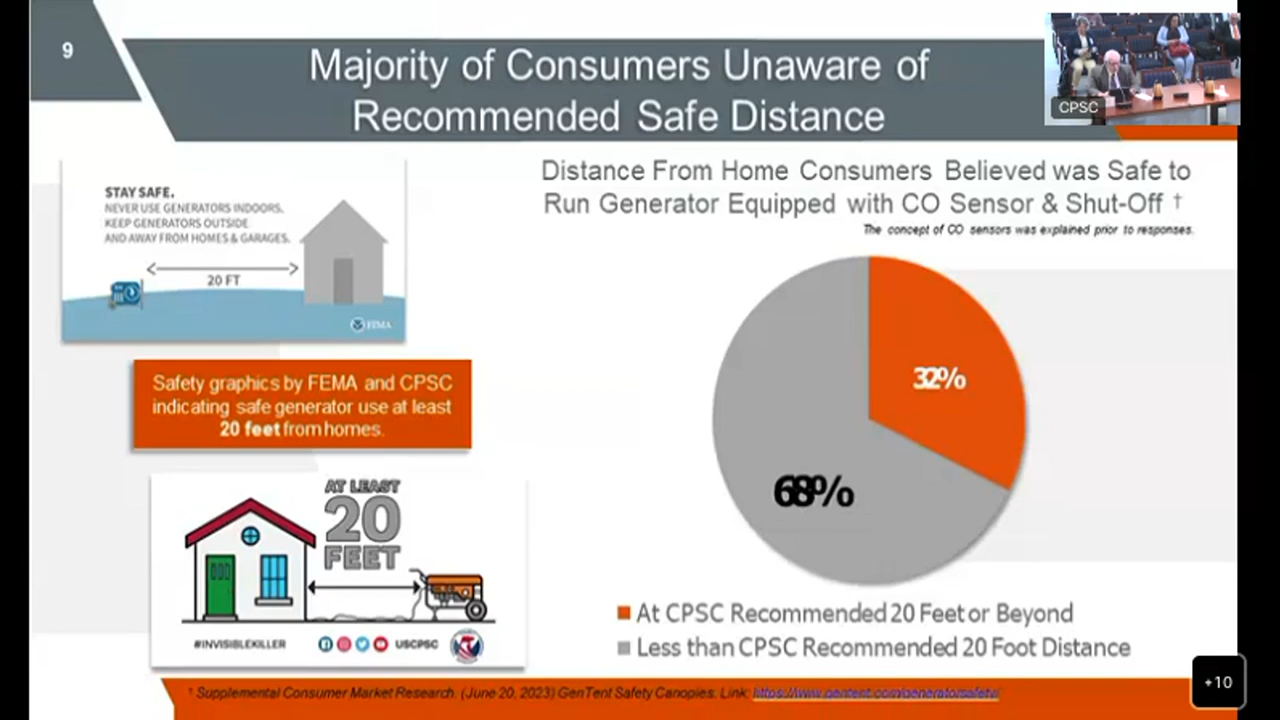 9
Majority of Consumers Unaware of
Recommended Safe Distance
CPSC
STAY SAFE.
NEVER USE GENERATORS INDOORS.
KEEP GENERATORS OUTSIDE
AND AWAY FROM HOMES & GARAGES.
20 FT
FEMA
Safety graphics by FEMA and CPSC
indicating safe generator use at least
20 feet from homes.
AT LEAST
20
FEET
#INVISIBLEKILLER
USCPSC
Distance From Home Consumers Believed was Safe to
Run Generator Equipped with CO Sensor & Shut-Off †
The concept of CO sensors was explained prior to responses.
32%
68%
At CPSC Recommended 20 Feet or Beyond
Less than CPSC Recommended 20 Foot Distance
† Supplemental Consumer Market Research. (June 20, 2023) GenTent Safety Canopies. Link: https://www.gentent.com/generatorsafety/
+10